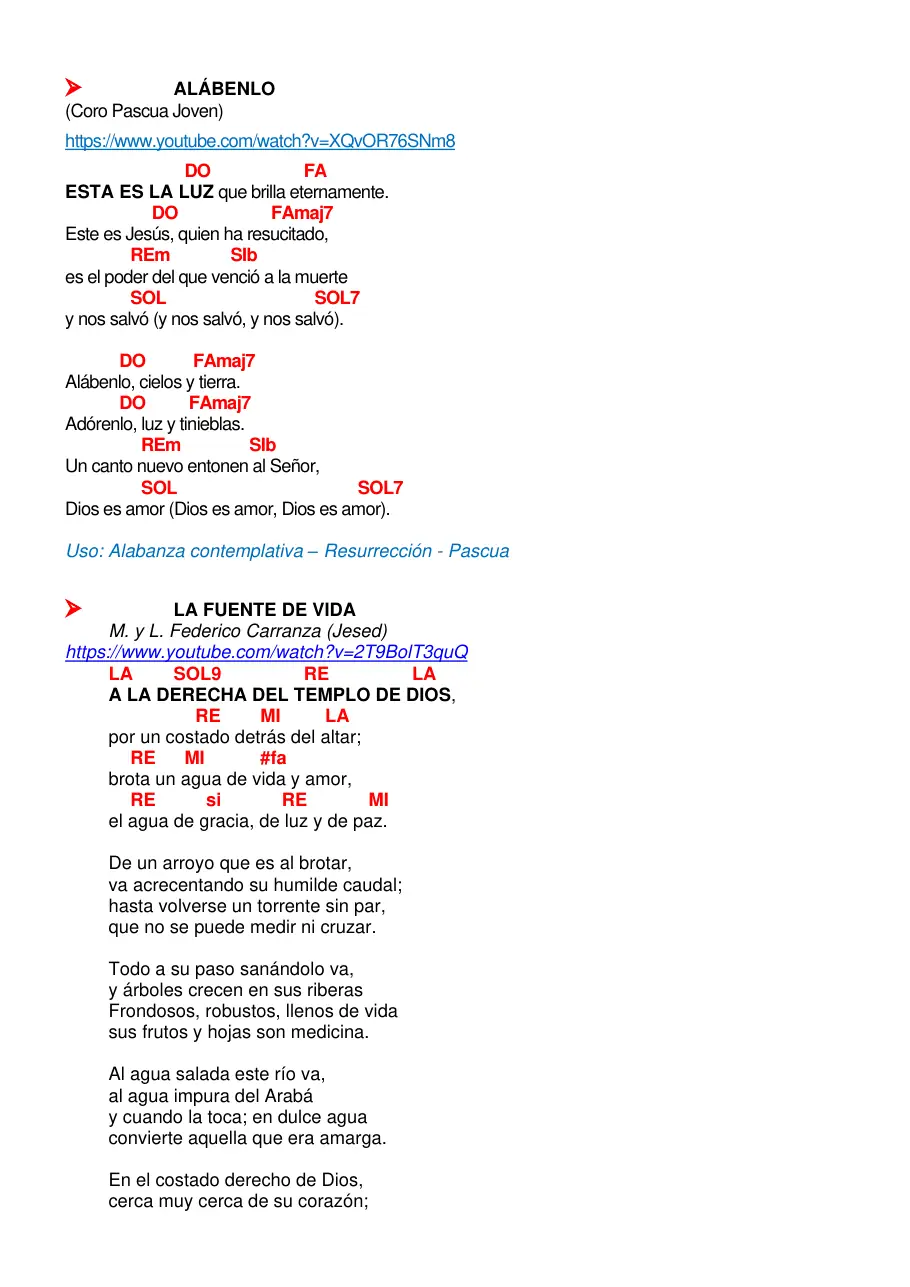 ALÁBENLO
(Coro Pascua Joven)
https://www.youtube.com/watch?v=XQvOR76SNm8
DO FA
ESTA ES LA LUZ que brilla eternamente.
DO FAmaj7
Este es Jesús, quien ha resucitado,
REm SIb
es el poder del que venció a la muerte
SOL SOL7
y nos salvó (y nos salvó, y nos salvó).
DO FAmaj7
Alábenlo, cielos y tierra.
DO FAmaj7
Adórenlo, luz y tinieblas.
REm SIb
Un canto nuevo entonen al Señor,
SOL SOL7
Dios es amor (Dios es amor, Dios es amor).
Uso: Alabanza contemplativa – Resurrección - Pascua
LA FUENTE DE VIDA
M. y L. Federico Carranza (Jesed)
https://www.youtube.com/watch?v=2T9BolT3quQ
LA SOL9 RE LA
A LA DERECHA DEL TEMPLO DE DIOS,
RE MI LA
por un costado detrás del altar;
RE MI #fa
brota un agua de vida y amor,
RE si RE MI
el agua de gracia, de luz y de paz.
De un arroyo que es al brotar,
va acrecentando su humilde caudal;
hasta volverse un torrente sin par,
que no se puede medir ni cruzar.
Todo a su paso sanándolo va,
y árboles crecen en sus riberas
Frondosos, robustos, llenos de vida
sus frutos y hojas son medicina.
Al agua salada este río va,
al agua impura del Arabá
y cuando la toca; en dulce agua
convierte aquella que era amarga.
En el costado derecho de Dios,
cerca muy cerca de su corazón;